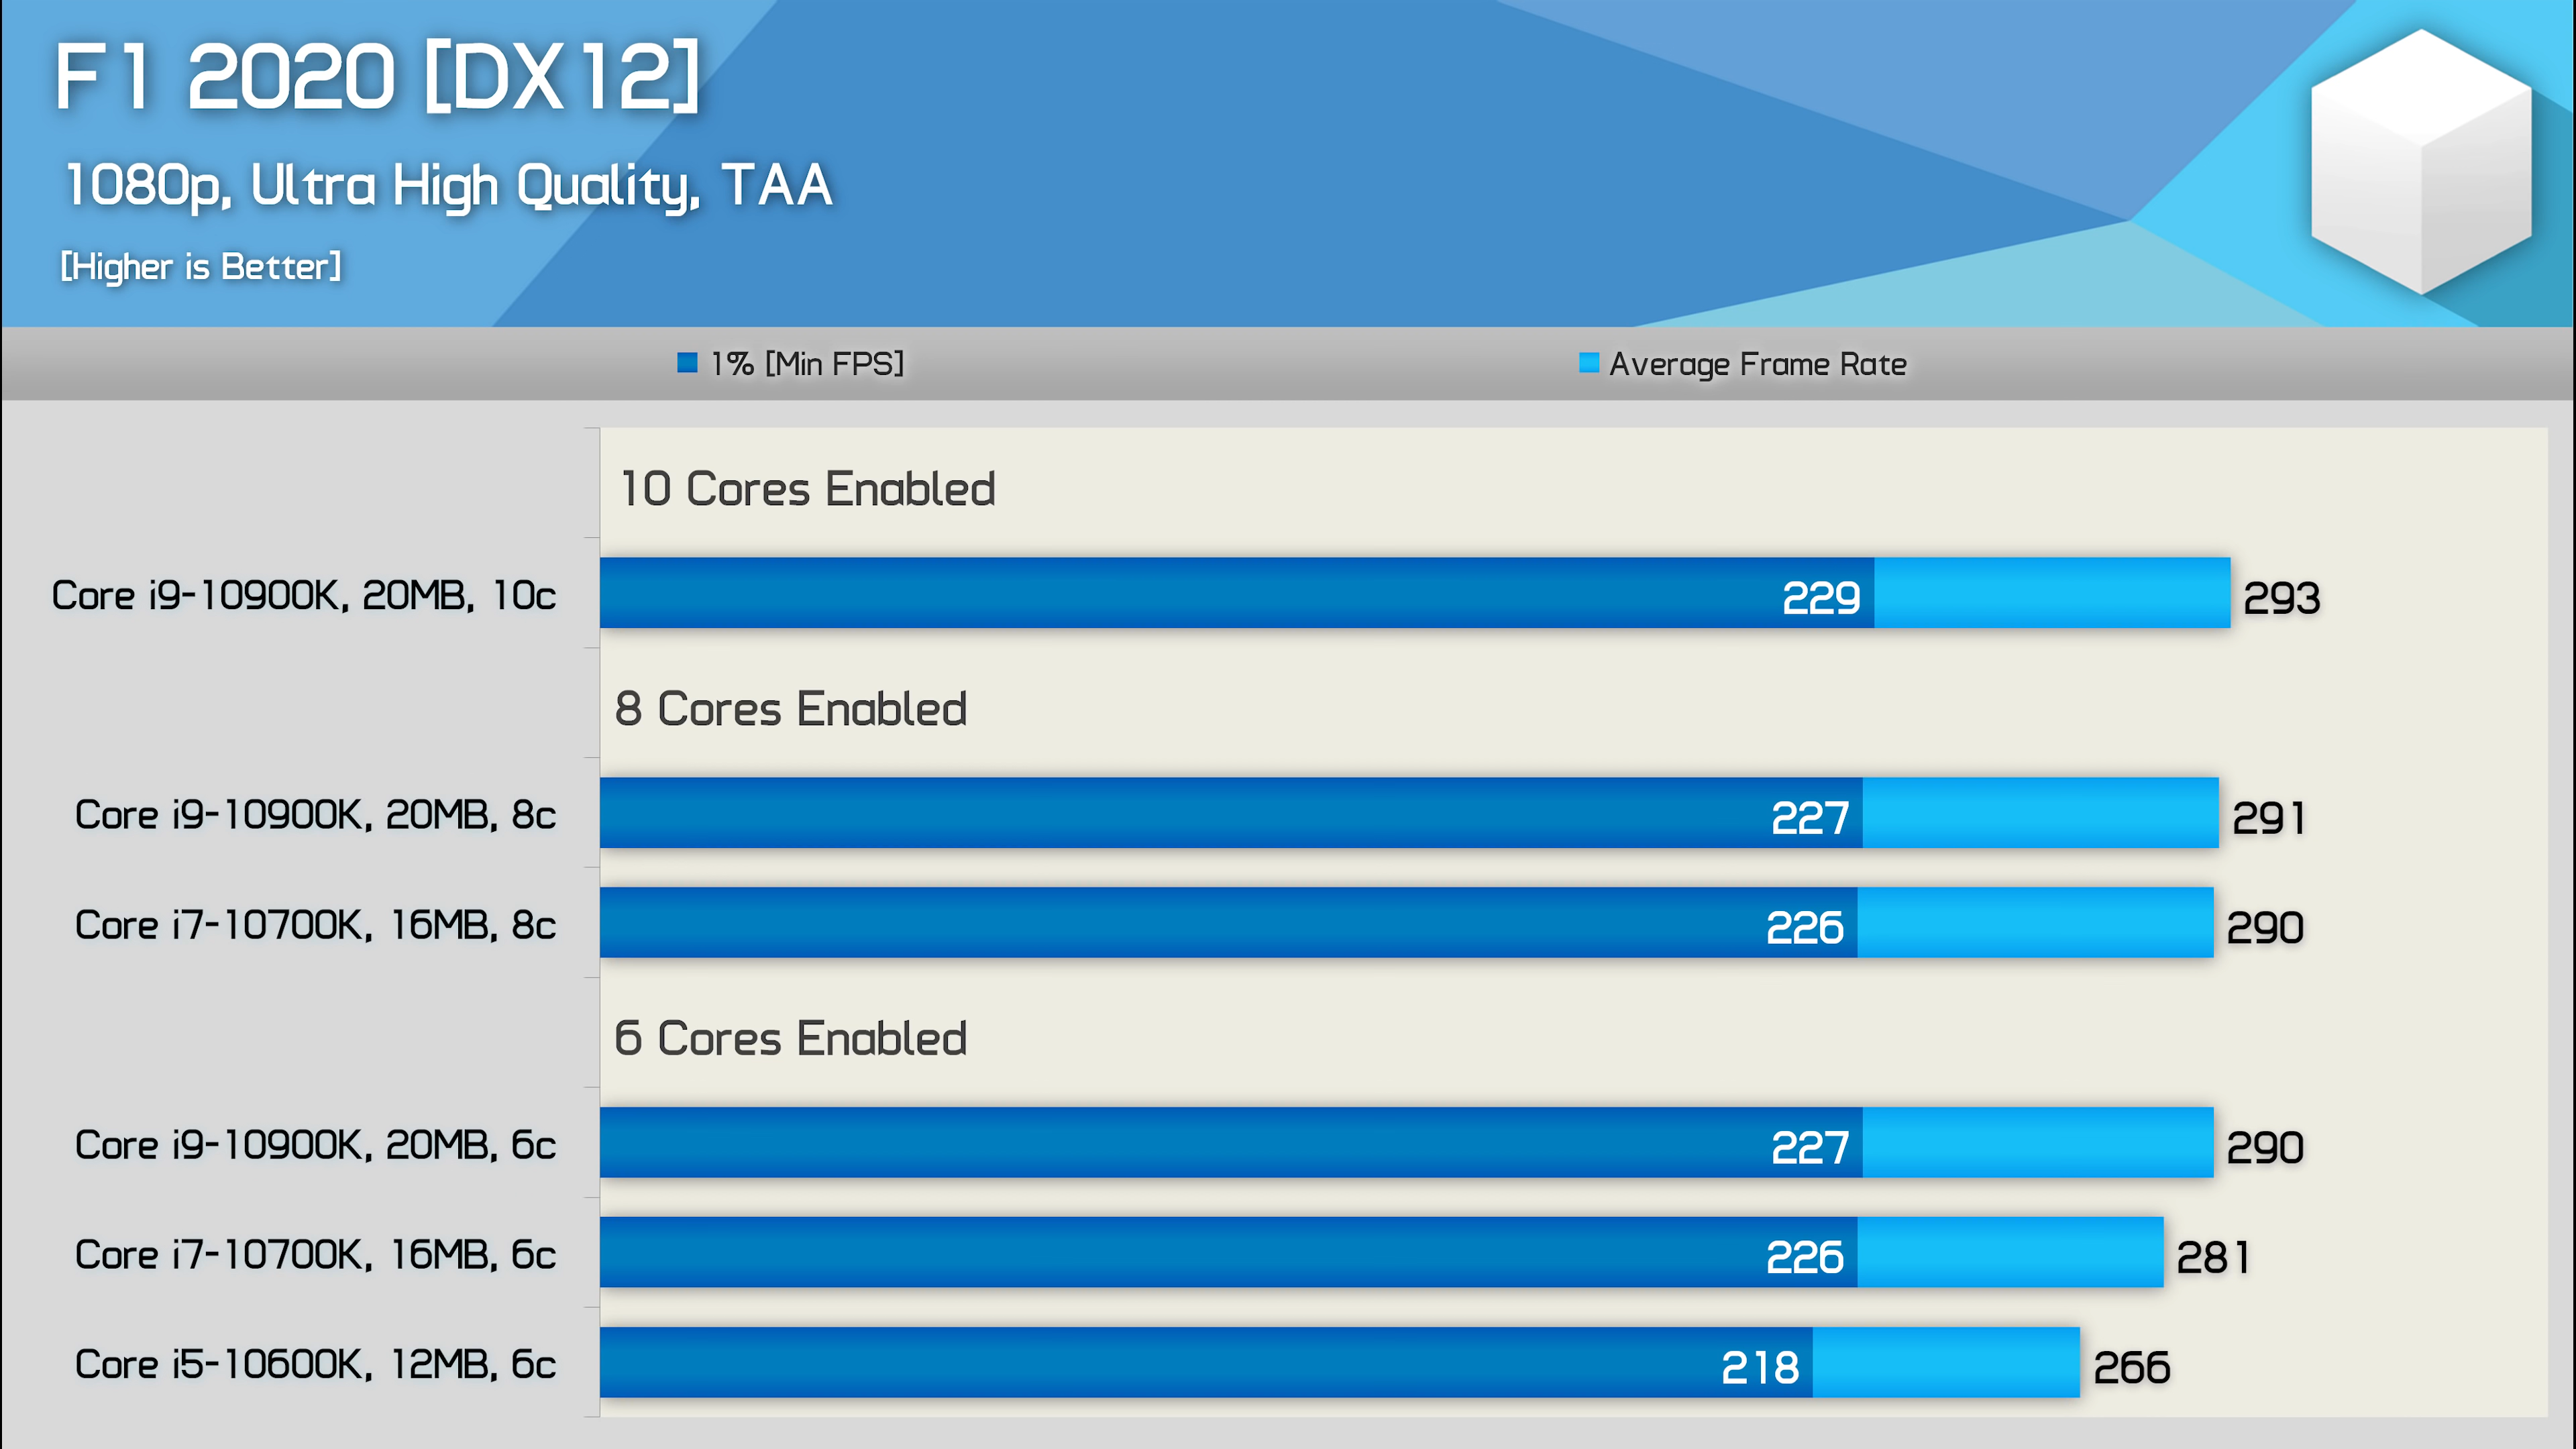 F1 2020 [DX12]
1080p, Ultra High Quality, TAA
[Higher is Better]
1% [Min FPS] Average Frame Rate
10 Cores Enabled
Core i9-10900K, 20MB, 10c 229 293
8 Cores Enabled
Core i9-10900K, 20MB, 8c 227 291
Core i7-10700K, 16MB, 8c 226 290
6 Cores Enabled
Core i9-10900K, 20MB, 6c 227 290
Core i7-10700K, 16MB, 6c 226 281
Core i5-10600K, 12MB, 6c 218 266